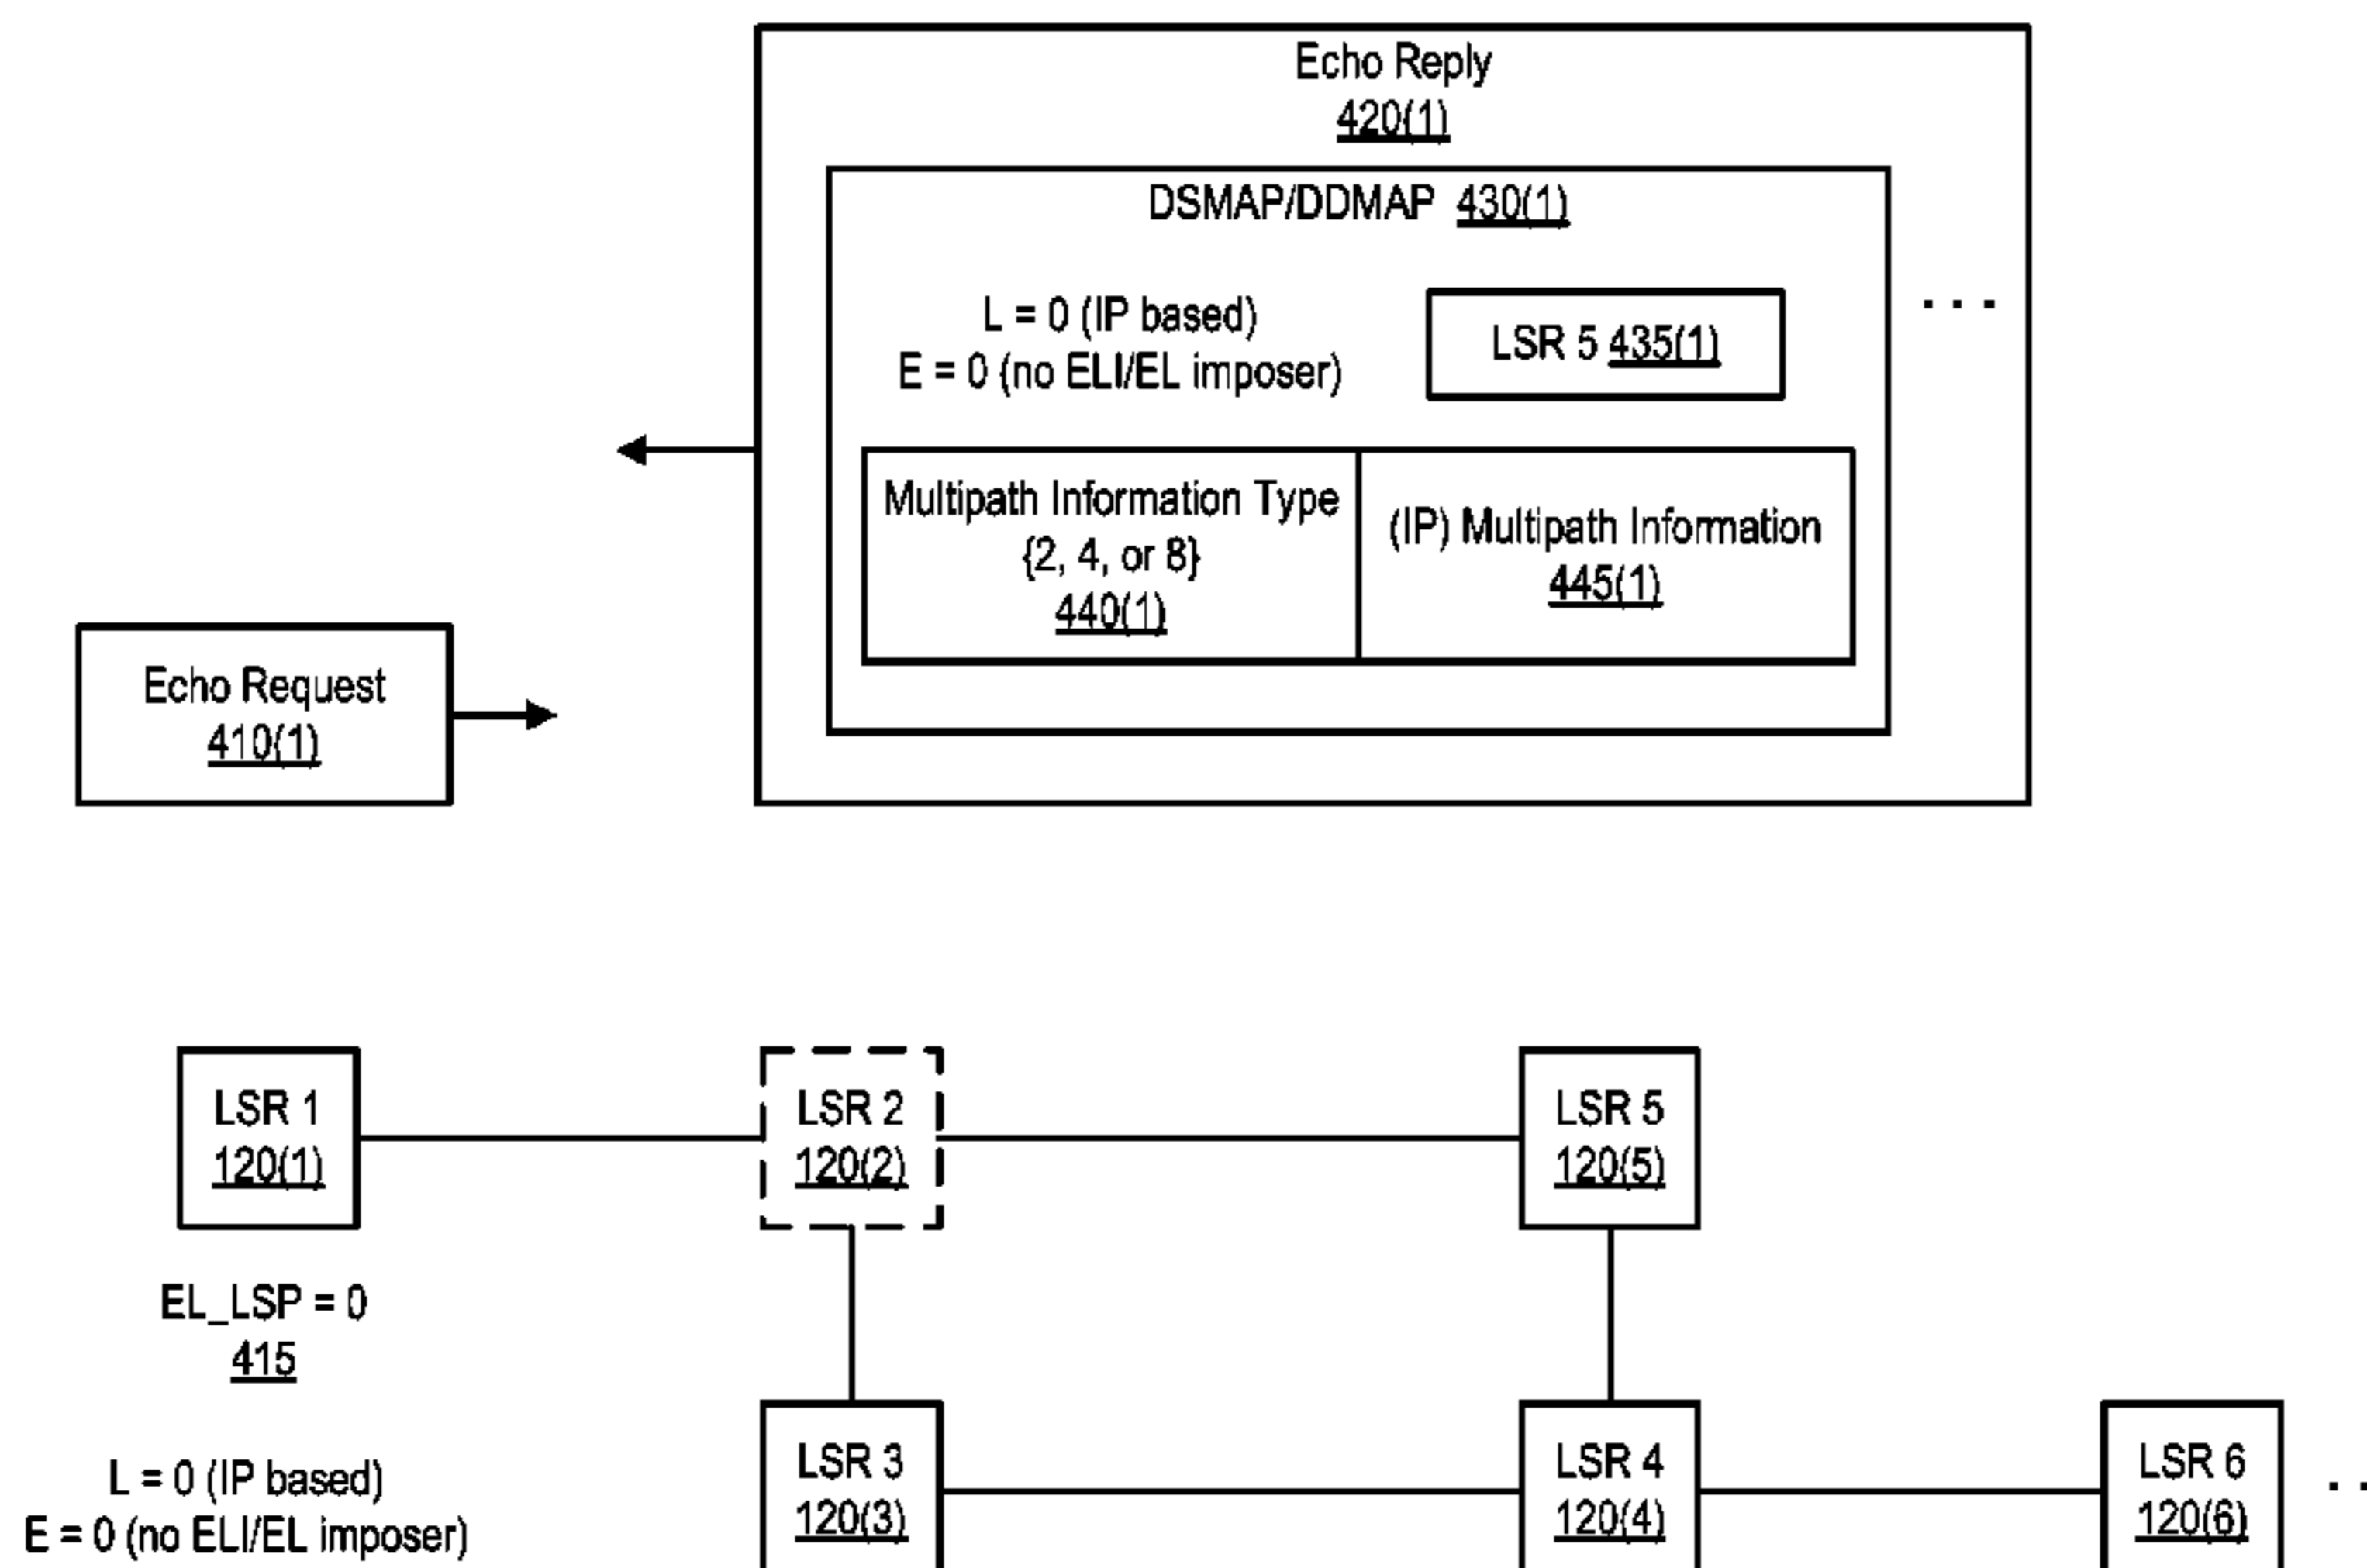 Echo Reply
420(1)
DSMAP/DDMAP 430(1)
L = 0 (IP based)
E = 0 (no ELI/EL imposer)
LSR 5 435(1)
. . .
Multipath Information Type
{2, 4, or 8}
440(1)
(IP) Multipath Information
445(1)
Echo Request
410(1)
LSR 1
120(1)
LSR 2
120(2)
LSR 5
120(5)
EL_LSP = 0
415
LSR 3
120(3)
LSR 4
120(4)
LSR 6
120(6)
. .
L = 0 (IP based)
E = 0 (no ELI/EL imposer)